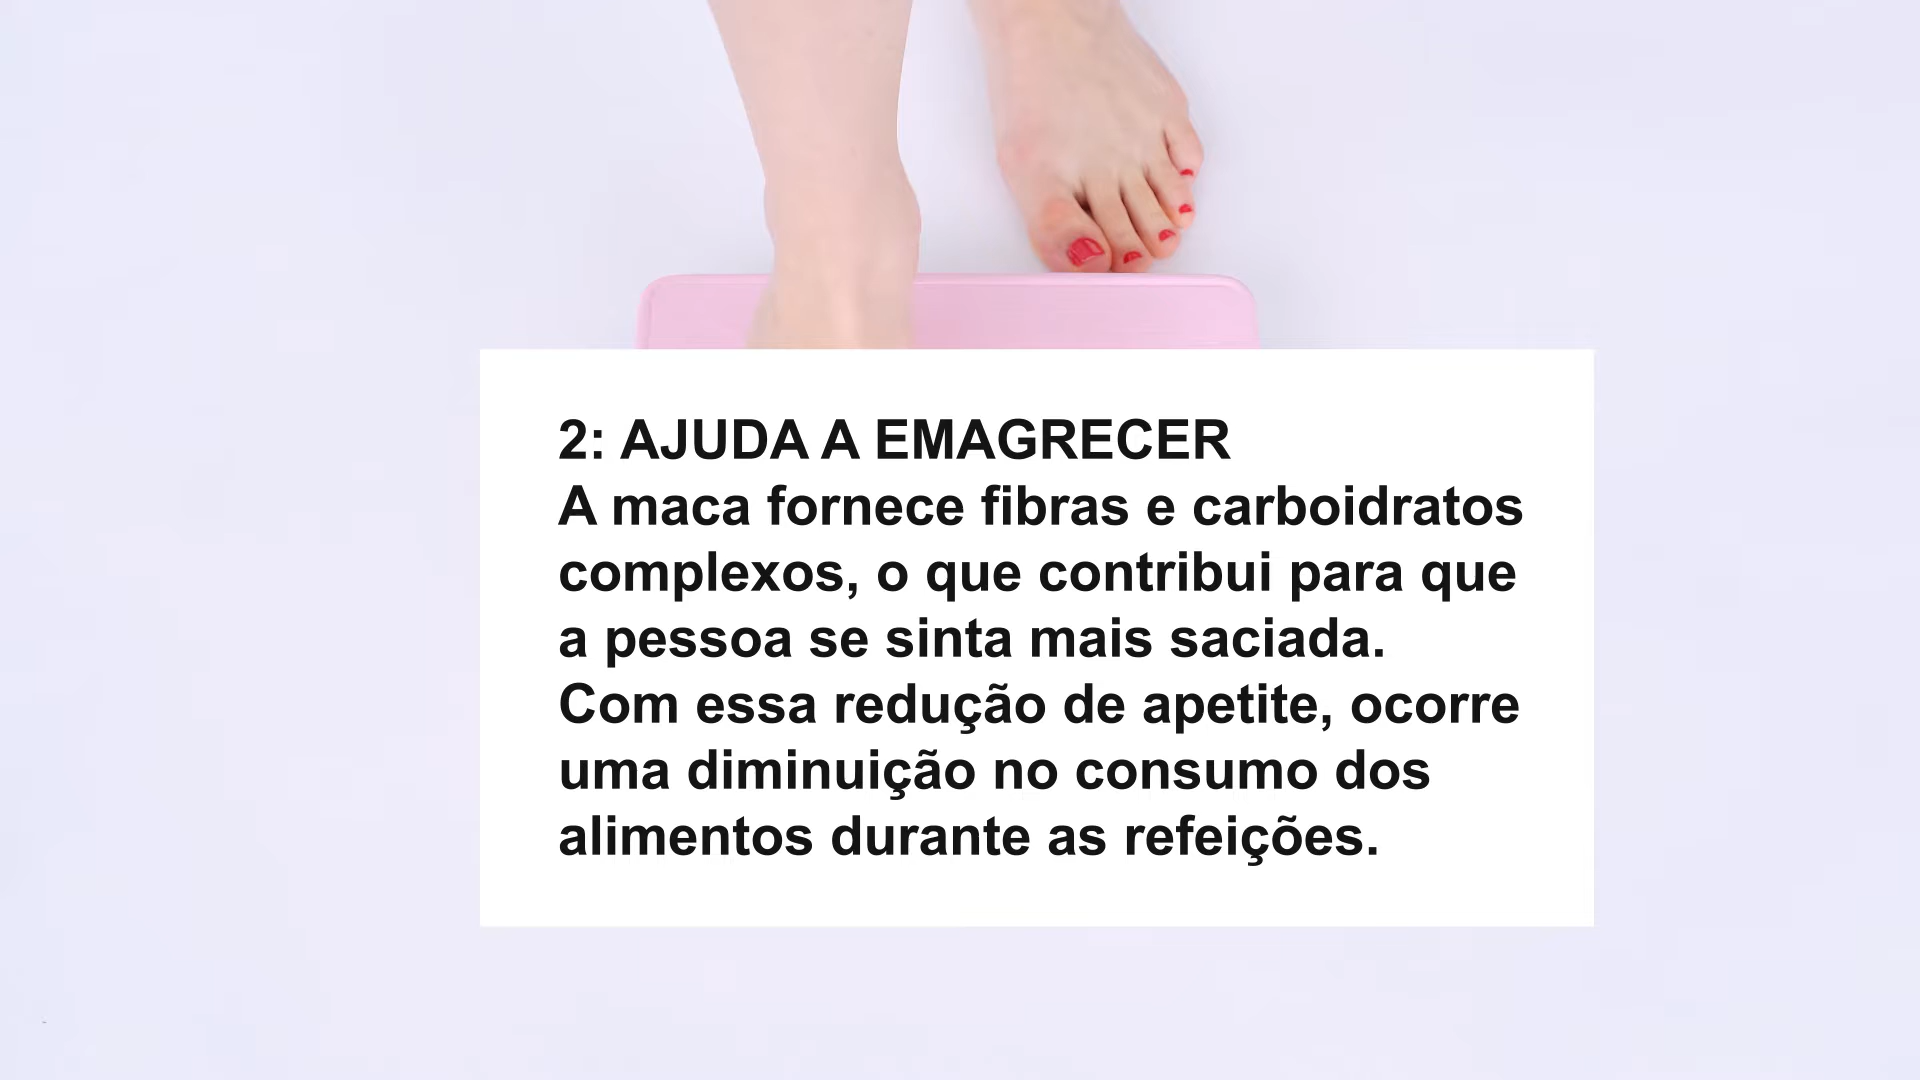 2: AJUDA A EMAGRECER
A maca fornece fibras e carboidratos
complexos, o que contribui para que
a pessoa se sinta mais saciada.
Com essa redução de apetite, ocorre
uma diminuição no consumo dos
alimentos durante as refeições.